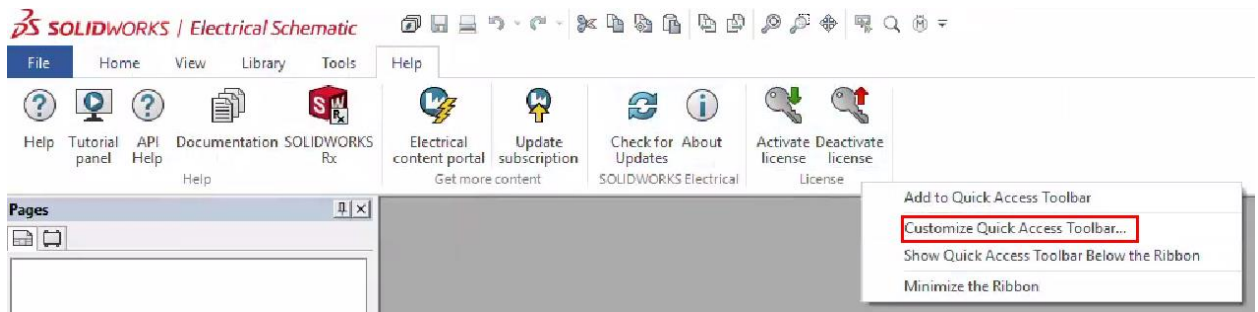 SOLIDWORKS | Electrical Schematic
File Home View Library Tools Help
Help Tutorial panel API Help Documentation SOLIDWORKS Rx Electrical content portal Update subscription Check for Updates About Activate license Deactivate license
Help Get more content SOLIDWORKS Electrical License
Pages
Add to Quick Access Toolbar
Customize Quick Access Toolbar...
Show Quick Access Toolbar Below the Ribbon
Minimize the Ribbon